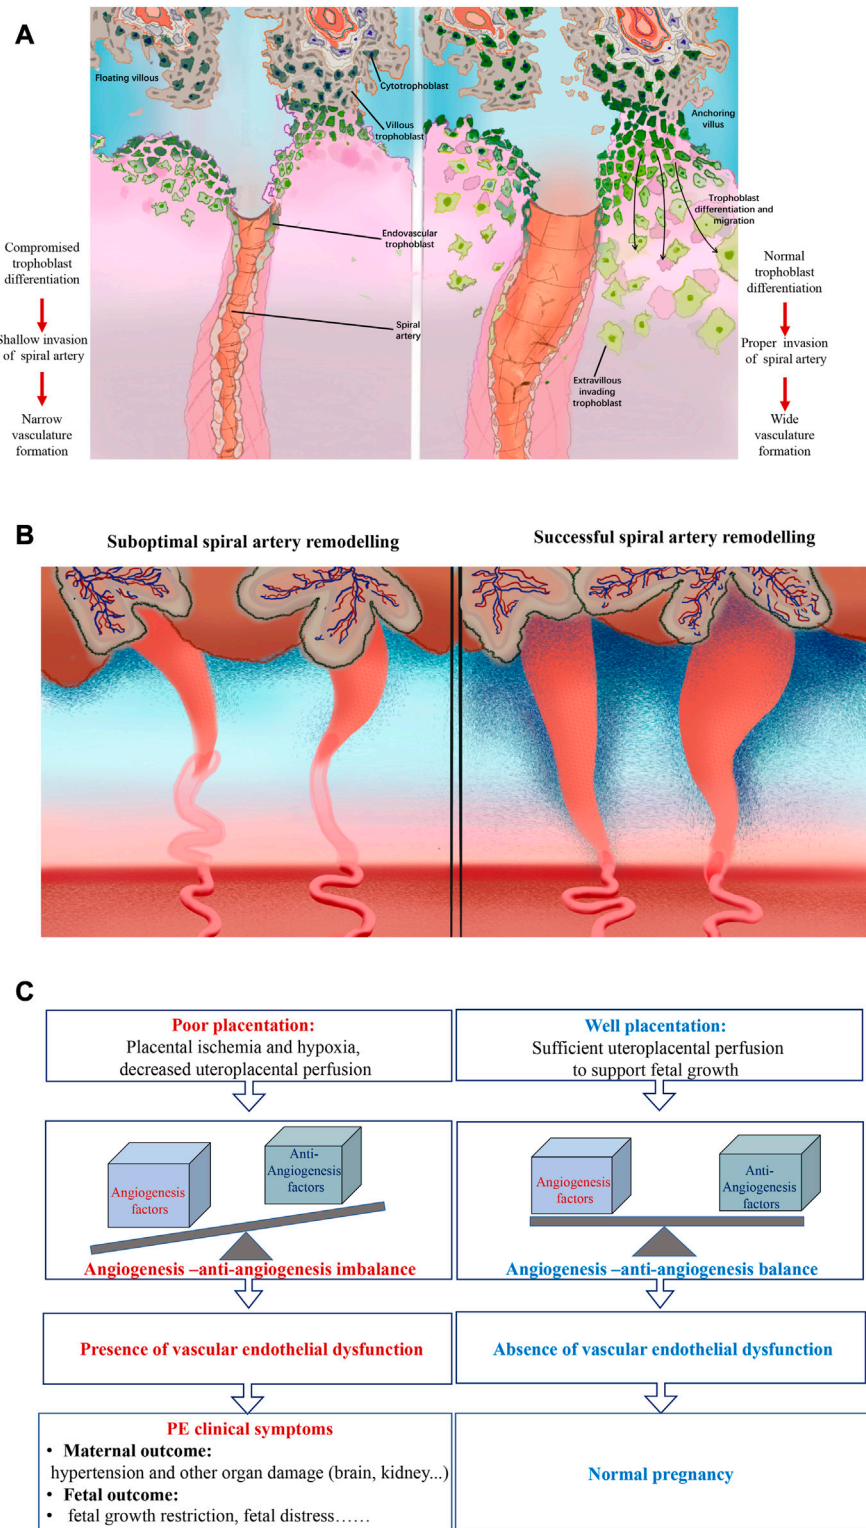 A
Floating villous
Cytotrophoblast
Villous
trophoblast
Anchoring
villus
Trophoblast
differentiation and
migration
Endovascular
trophoblast
Spiral
artery
Extravillous
invading
trophoblast
Compromised
trophoblast
differentiation
Shallow invasion
of spiral artery
Narrow
vasculature
formation
Normal
trophoblast
differentiation
Proper invasion
of spiral artery
Wide
vasculature
formation
B
Suboptimal spiral artery remodelling
Successful spiral artery remodelling
C
Poor placentation:
Placental ischemia and hypoxia,
decreased uteroplacental perfusion
Well placentation:
Sufficient uteroplacental perfusion
to support fetal growth
Angiogenesis
factors
Anti-
Angiogenesis
factors
Angiogenesis –anti-angiogenesis imbalance
Angiogenesis
factors
Anti-
Angiogenesis
factors
Angiogenesis –anti-angiogenesis balance
Presence of vascular endothelial dysfunction
Absence of vascular endothelial dysfunction
PE clinical symptoms
• Maternal outcome:
hypertension and other organ damage (brain, kidney...)
• Fetal outcome:
• fetal growth restriction, fetal distress……
Normal pregnancy